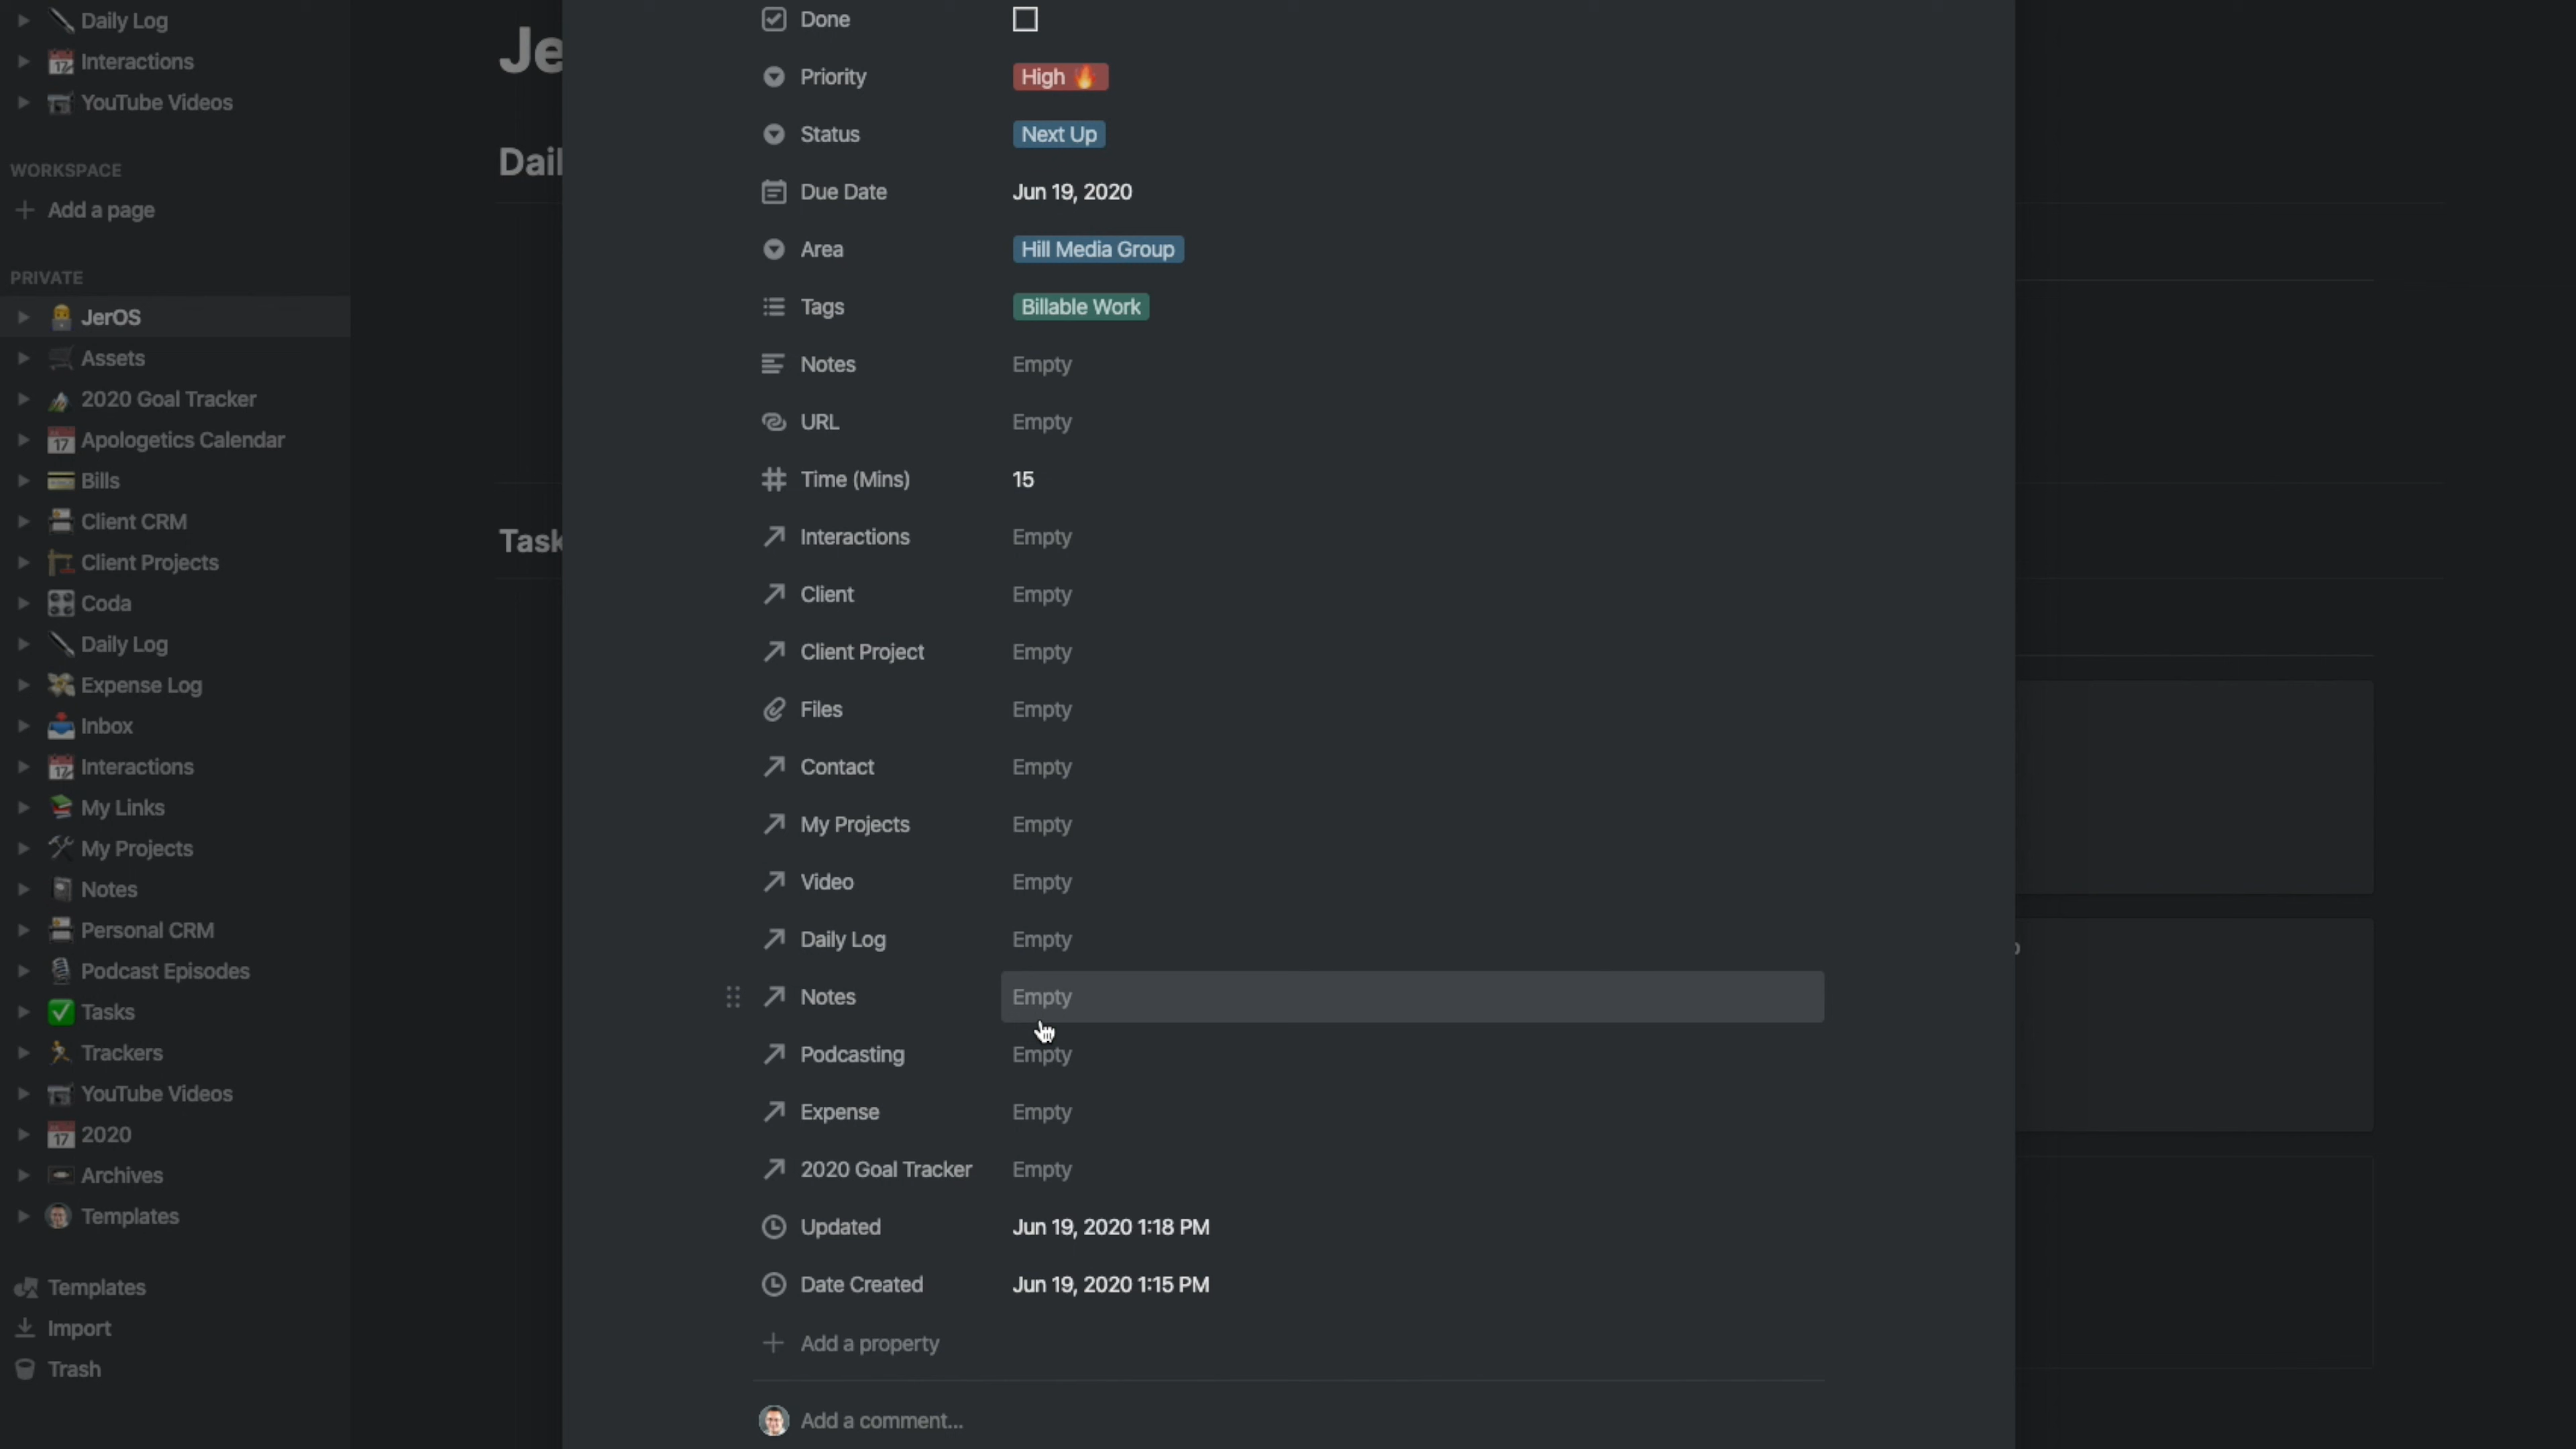 Daily Log
Interactions
YouTube Videos
WORKSPACE
Add a page
PRIVATE
JerOS
Assets
2020 Goal Tracker
Apologetics Calendar
Bills
Client CRM
Client Projects
Coda
Daily Log
Expense Log
Inbox
Interactions
My Links
My Projects
Notes
Personal CRM
Podcast Episodes
Tasks
Trackers
YouTube Videos
2020
Archives
Templates
Templates
Import
Trash
Je
Dail
Task
Done
Priority High 🔥
Status Next Up
Due Date Jun 19, 2020
Area Hill Media Group
Tags Billable Work
Notes Empty
URL Empty
Time (Mins) 15
Interactions Empty
Client Empty
Client Project Empty
Files Empty
Contact Empty
My Projects Empty
Video Empty
Daily Log Empty
Notes Empty
Podcasting Empty
Expense Empty
2020 Goal Tracker Empty
Updated Jun 19, 2020 1:18 PM
Date Created Jun 19, 2020 1:15 PM
Add a property
Add a comment...